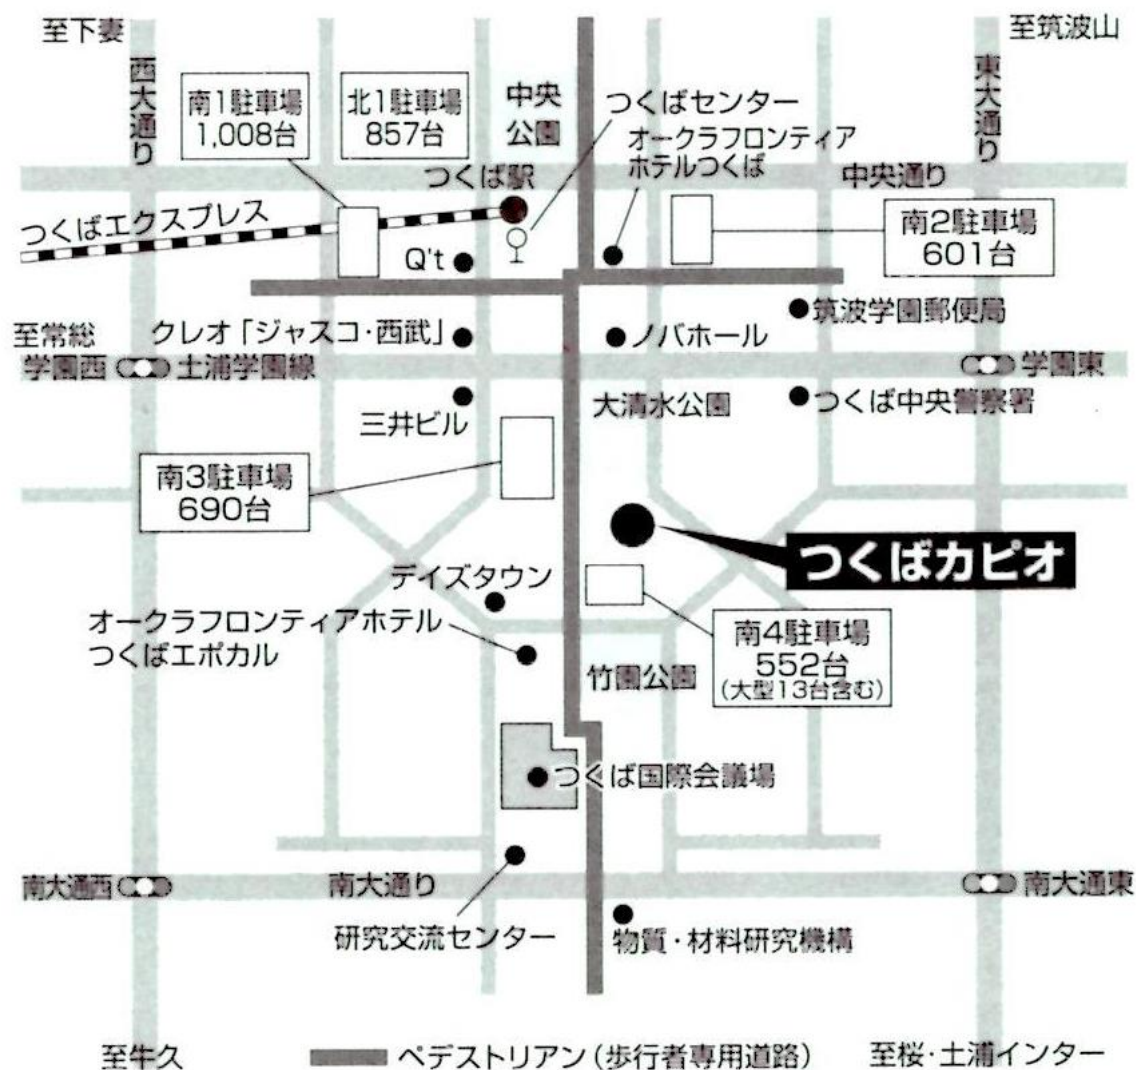 至下妻
至筑波山
西大通り
東大通り
南1駐車場
1,008台
北1駐車場
857台
中央
公園
つくばセンター
オークラフロンティア
ホテルつくば
つくば駅
中央通り
つくばエクスプレス
南2駐車場
601台
Q't
筑波学園郵便局
至常総
クレオ「ジャスコ・西武」
ノバホール
学園西
土浦学園線
学園東
大清水公園
つくば中央警察署
三井ビル
南3駐車場
690台
つくばカピオ
デイズタウン
オークラフロンティアホテル
つくばエポカル
南4駐車場
552台
(大型13台含む)
竹園公園
つくば国際会議場
南大通西
南大通り
南大通東
研究交流センター
物質・材料研究機構
至牛久
ペデストリアン(歩行者専用道路)
至桜・土浦インター